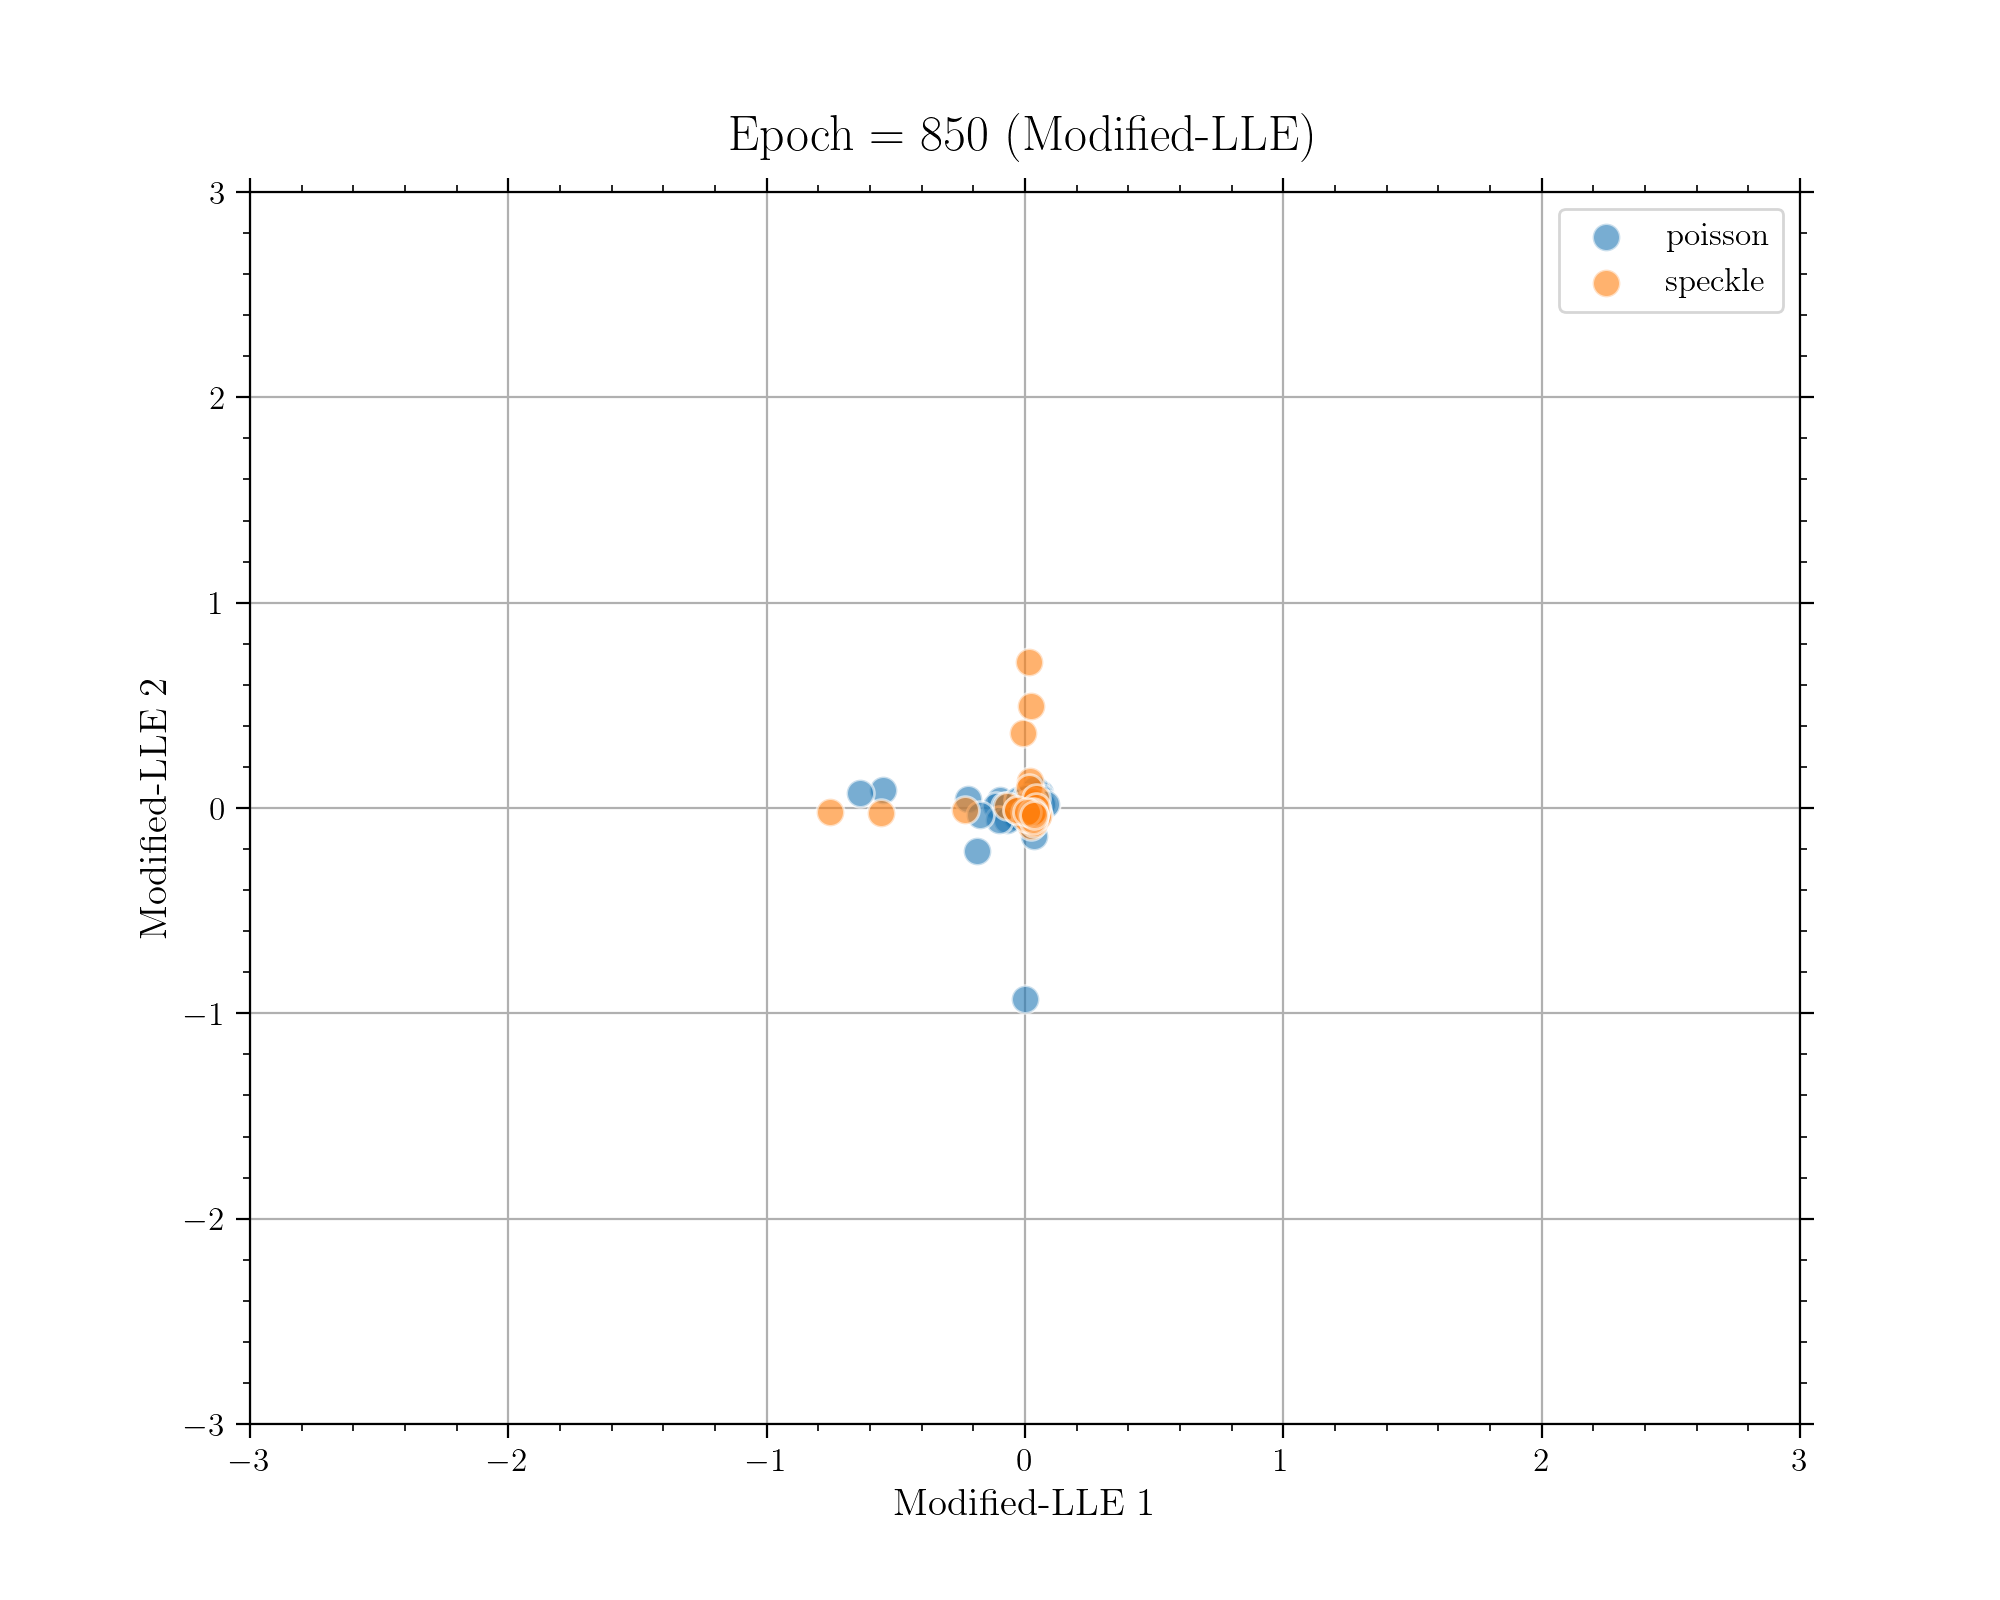 Epoch = 850 (Modified-LLE)
poisson
speckle
3
2
1
0
−1
−2
−3
Modified-LLE 2
−3
−2
−1
0
1
2
3
Modified-LLE 1